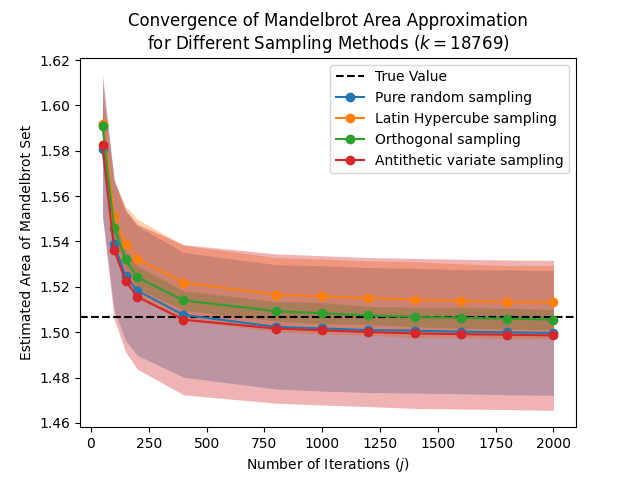 Convergence of Mandelbrot Area Approximation
for Different Sampling Methods (k = 18769)
1.62
1.60
1.58
1.56
1.54
1.52
1.50
1.48
1.46
Estimated Area of Mandelbrot Set
True Value
Pure random sampling
Latin Hypercube sampling
Orthogonal sampling
Antithetic variate sampling
0 250 500 750 1000 1250 1500 1750 2000
Number of Iterations (j)